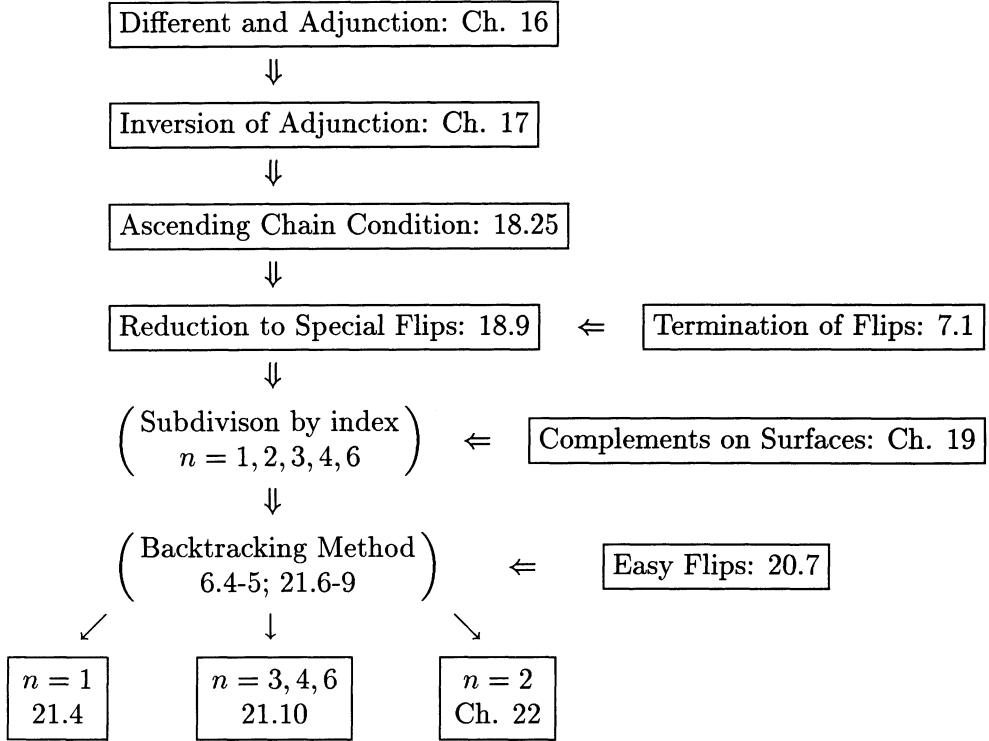 Different and Adjunction: Ch. 16
⇓
Inversion of Adjunction: Ch. 17
⇓
Ascending Chain Condition: 18.25
⇓
Reduction to Special Flips: 18.9 ⇐ Termination of Flips: 7.1
⇓
(Subdivison by index
n = 1, 2, 3, 4, 6) ⇐ Complements on Surfaces: Ch. 19
⇓
(Backtracking Method
6.4-5; 21.6-9) ⇐ Easy Flips: 20.7
↙ ↓ ↘
n = 1
21.4
n = 3, 4, 6
21.10
n = 2
Ch. 22